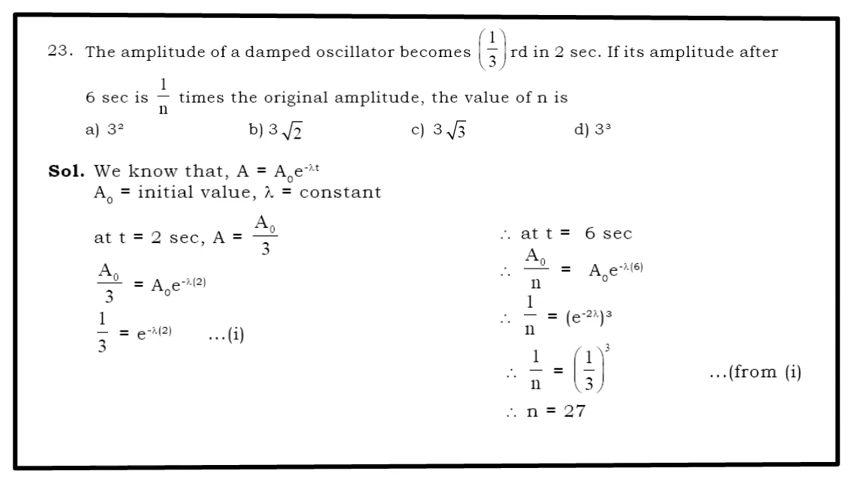 23. The amplitude of a damped oscillator becomes (1/3) rd in 2 sec. If its amplitude after
6 sec is 1/n times the original amplitude, the value of n is
a) 3² b) 3√2 c) 3√3 d) 3³
Sol. We know that, A = A₀e^-λt
A₀ = initial value, λ = constant
at t = 2 sec, A = A₀/3
A₀/3 = A₀e^-λ(2)
1/3 = e^-λ(2) ...(i)
∴ at t = 6 sec
∴ A₀/n = A₀e^-λ(6)
∴ 1/n = (e^-2λ)³
∴ 1/n = (1/3)³ ...(from (i)
∴ n = 27